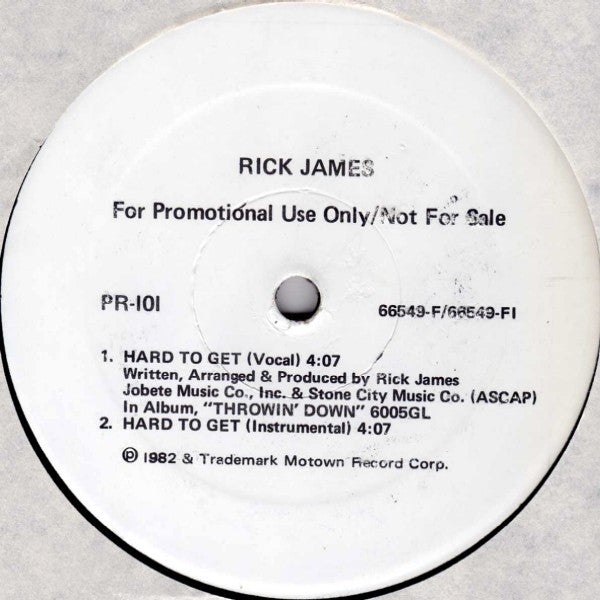 RICK JAMES
For Promotional Use Only/Not For Sale
PR-101
66549-F/66549-F1
1. HARD TO GET (Vocal) 4:07
Written, Arranged & Produced by Rick James
Jobete Music Co., Inc. & Stone City Music Co. (ASCAP)
In Album, "THROWIN' DOWN" 6005GL
2. HARD TO GET (Instrumental) 4:07
℗ 1982 & Trademark Motown Record Corp.